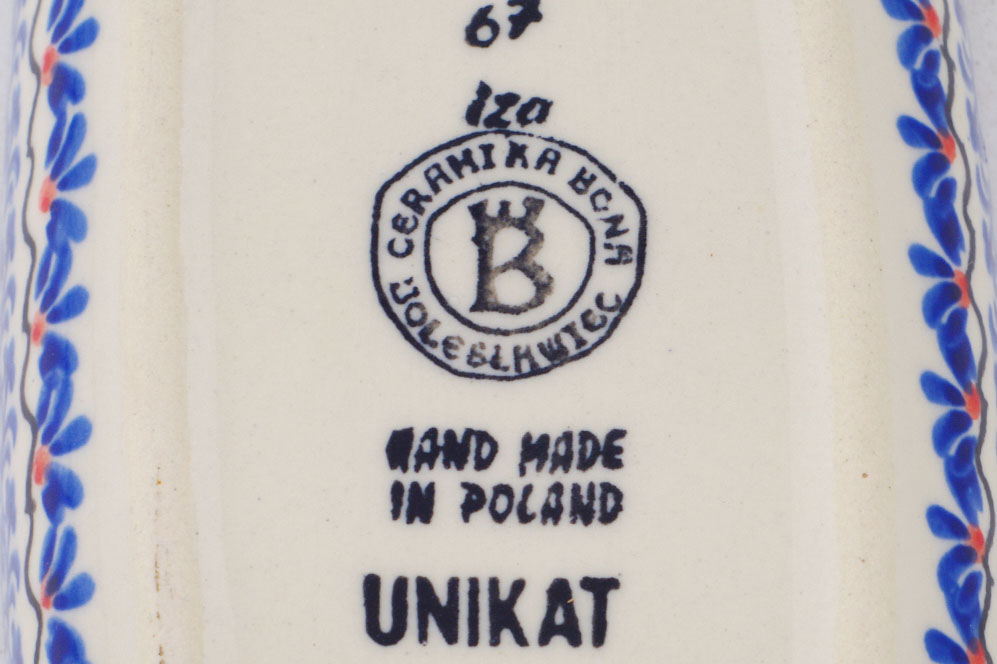 67
Iza
CERAMIKA BONA
BOLESŁAWIEC
B
HAND MADE
IN POLAND
UNIKAT